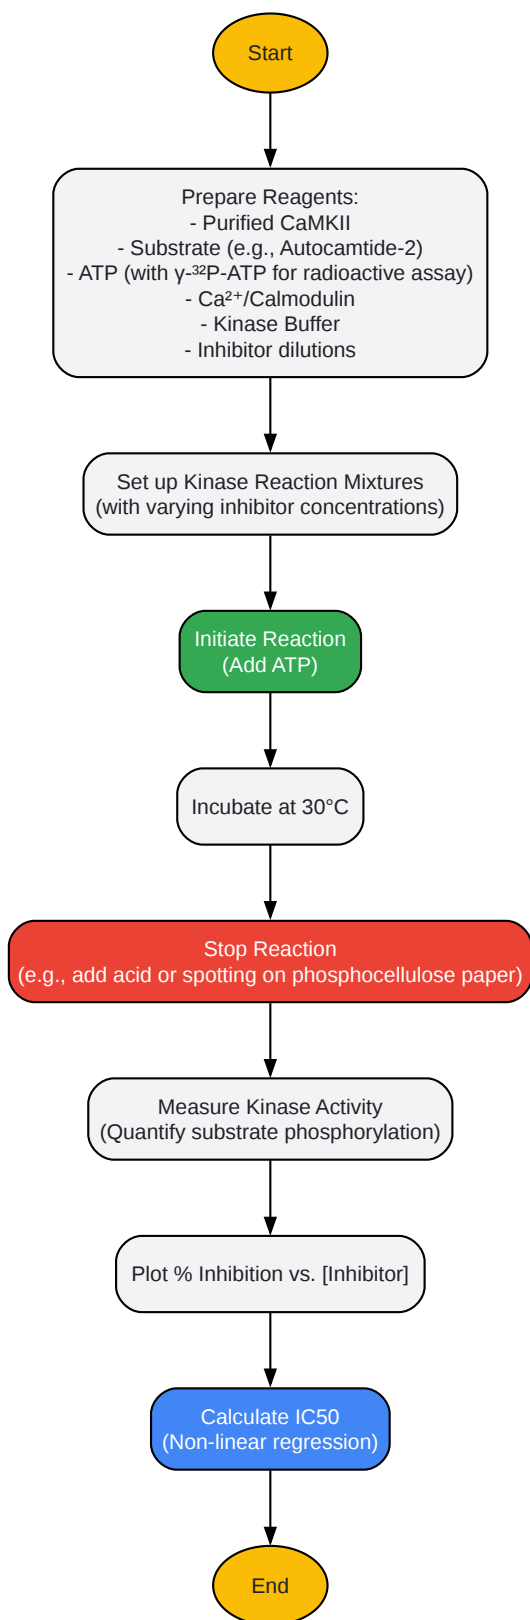 Start
Prepare Reagents:
- Purified CaMKII
- Substrate (e.g., Autocamtide-2)
- ATP (with γ-³²P-ATP for radioactive assay)
- Ca²⁺/Calmodulin
- Kinase Buffer
- Inhibitor dilutions
Set up Kinase Reaction Mixtures
(with varying inhibitor concentrations)
Initiate Reaction
(Add ATP)
Incubate at 30°C
Stop Reaction
(e.g., add acid or spotting on phosphocellulose paper)
Measure Kinase Activity
(Quantify substrate phosphorylation)
Plot % Inhibition vs. [Inhibitor]
Calculate IC50
(Non-linear regression)
End